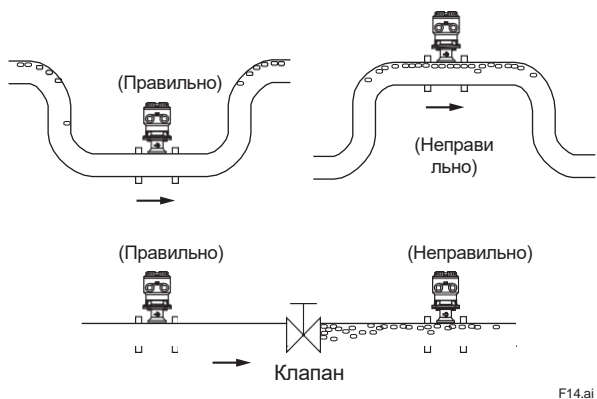 (Правильно)
(Неправи
льно)
(Правильно)
(Неправильно)
Клапан
F14.ai